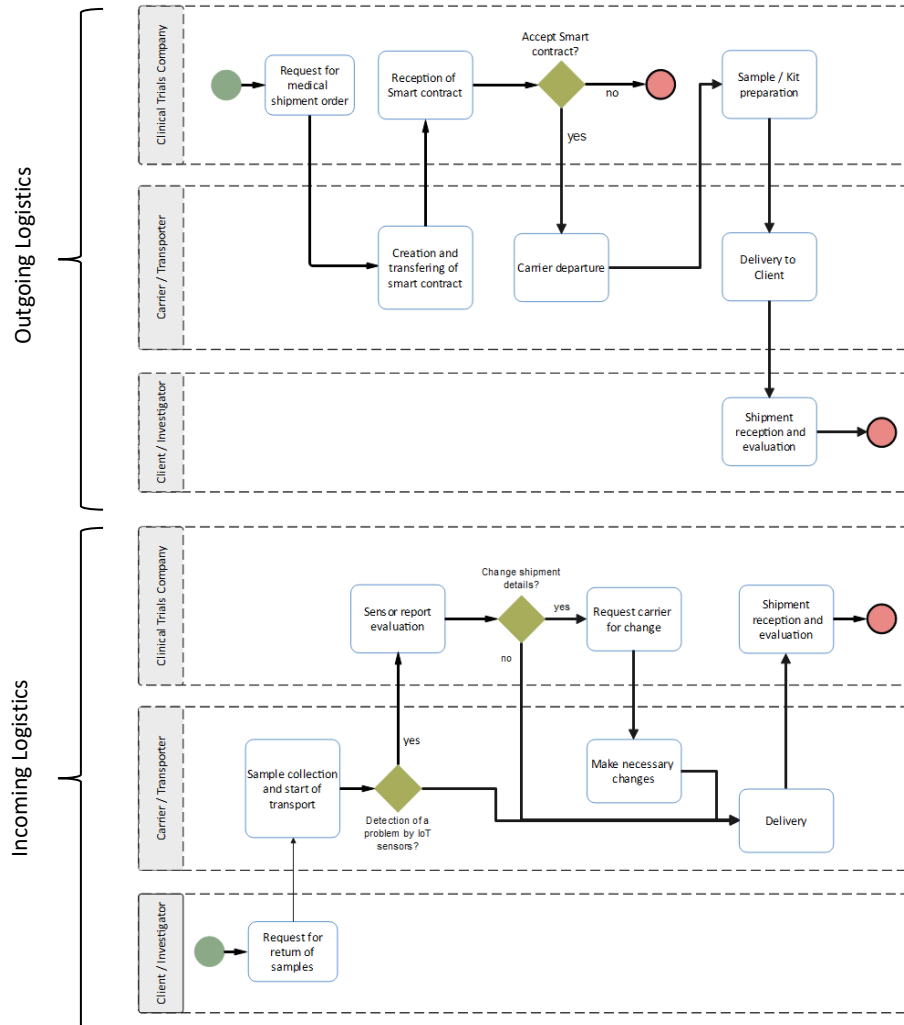 Outgoing Logistics
Clinical Trials Company
Request for
medical
shipment order
Reception of
Smart contract
Accept Smart
contract?
no
yes
Sample / Kit
preparation
Carrier / Transporter
Creation and
transfering of
smart contract
Carrier departure
Delivery to
Client
Client / Investigator
Shipment
reception and
evaluation
Incoming Logistics
Clinical Trials Company
Sensor report
evaluation
Change shipment
details?
yes
no
Request carrier
for change
Shipment
reception and
evaluation
Carrier / Transporter
Sample collection
and start of
transport
yes
Detection of a
problem by IoT
sensors?
Make necessary
changes
Delivery
Client / Investigator
Request for
return of
samples